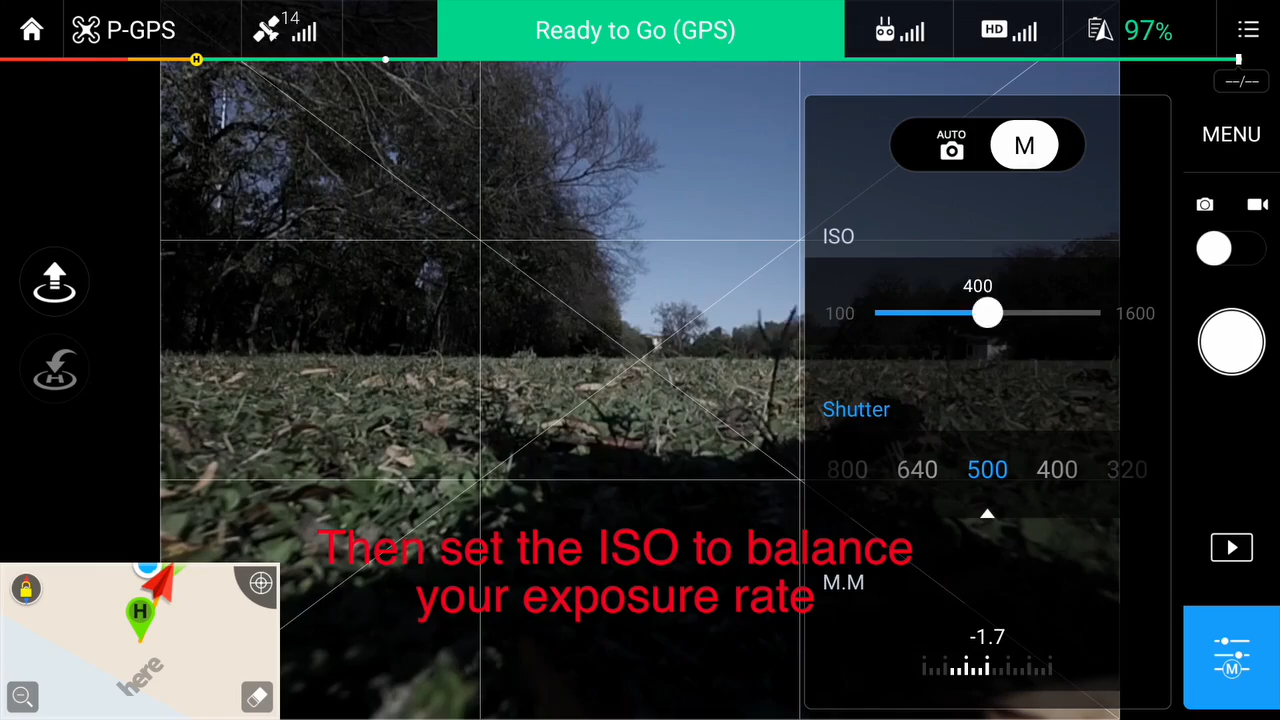 P-GPS
14
Ready to Go (GPS)
HD
97%
H
--/--
MENU
AUTO
M
ISO
400
100
1600
Shutter
800 640 500 400 320
Then set the ISO to balance
your exposure rate
M.M
-1.7
H
H
here
M